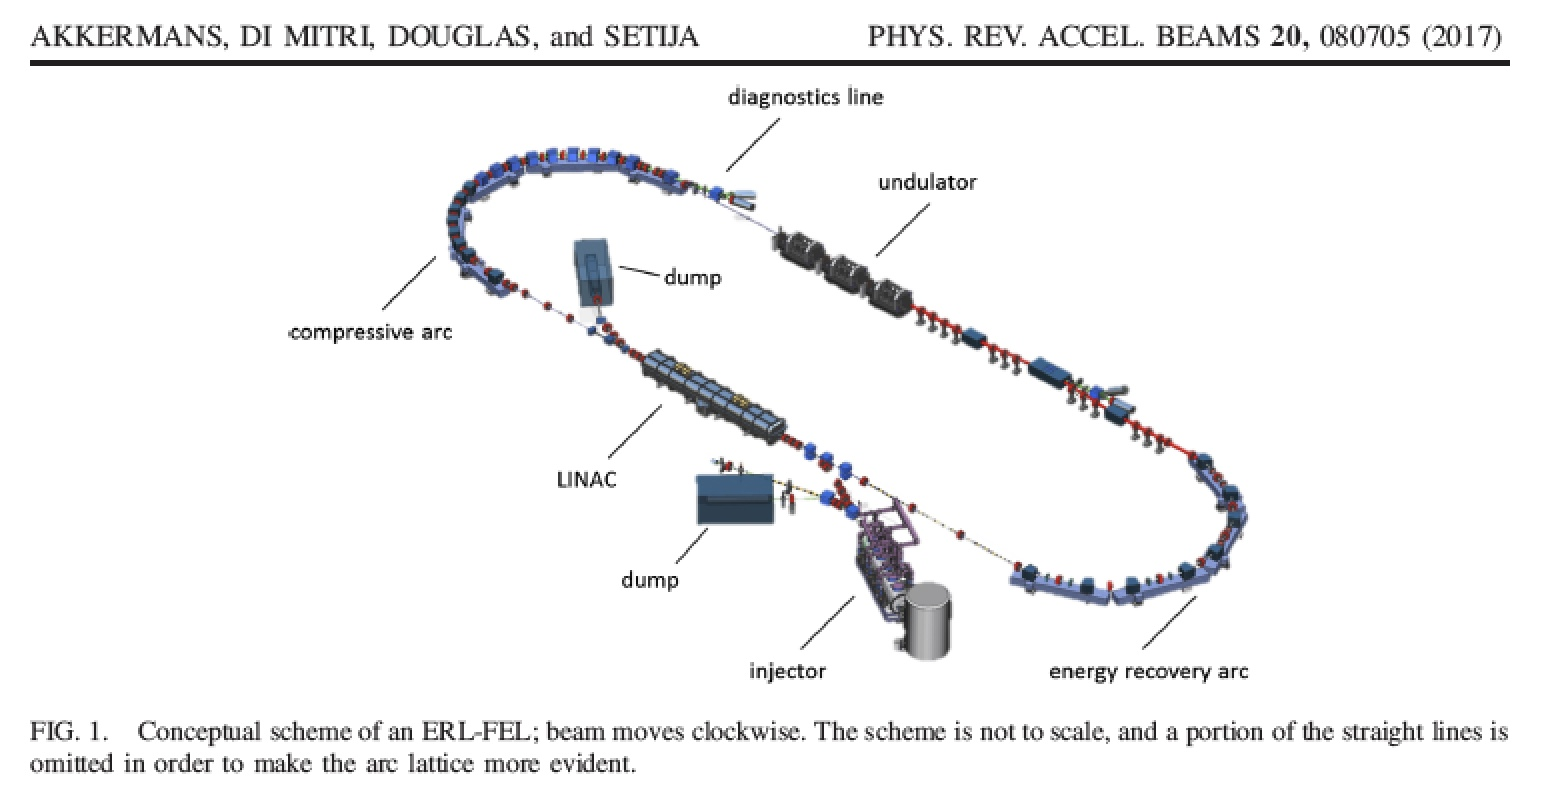 AKKERMANS, DI MITRI, DOUGLAS, and SETIJA PHYS. REV. ACCEL. BEAMS 20, 080705 (2017)
diagnostics line
undulator
dump
compressive arc
LINAC
dump
injector
energy recovery arc
FIG. 1. Conceptual scheme of an ERL-FEL; beam moves clockwise. The scheme is not to scale, and a portion of the straight lines is
omitted in order to make the arc lattice more evident.